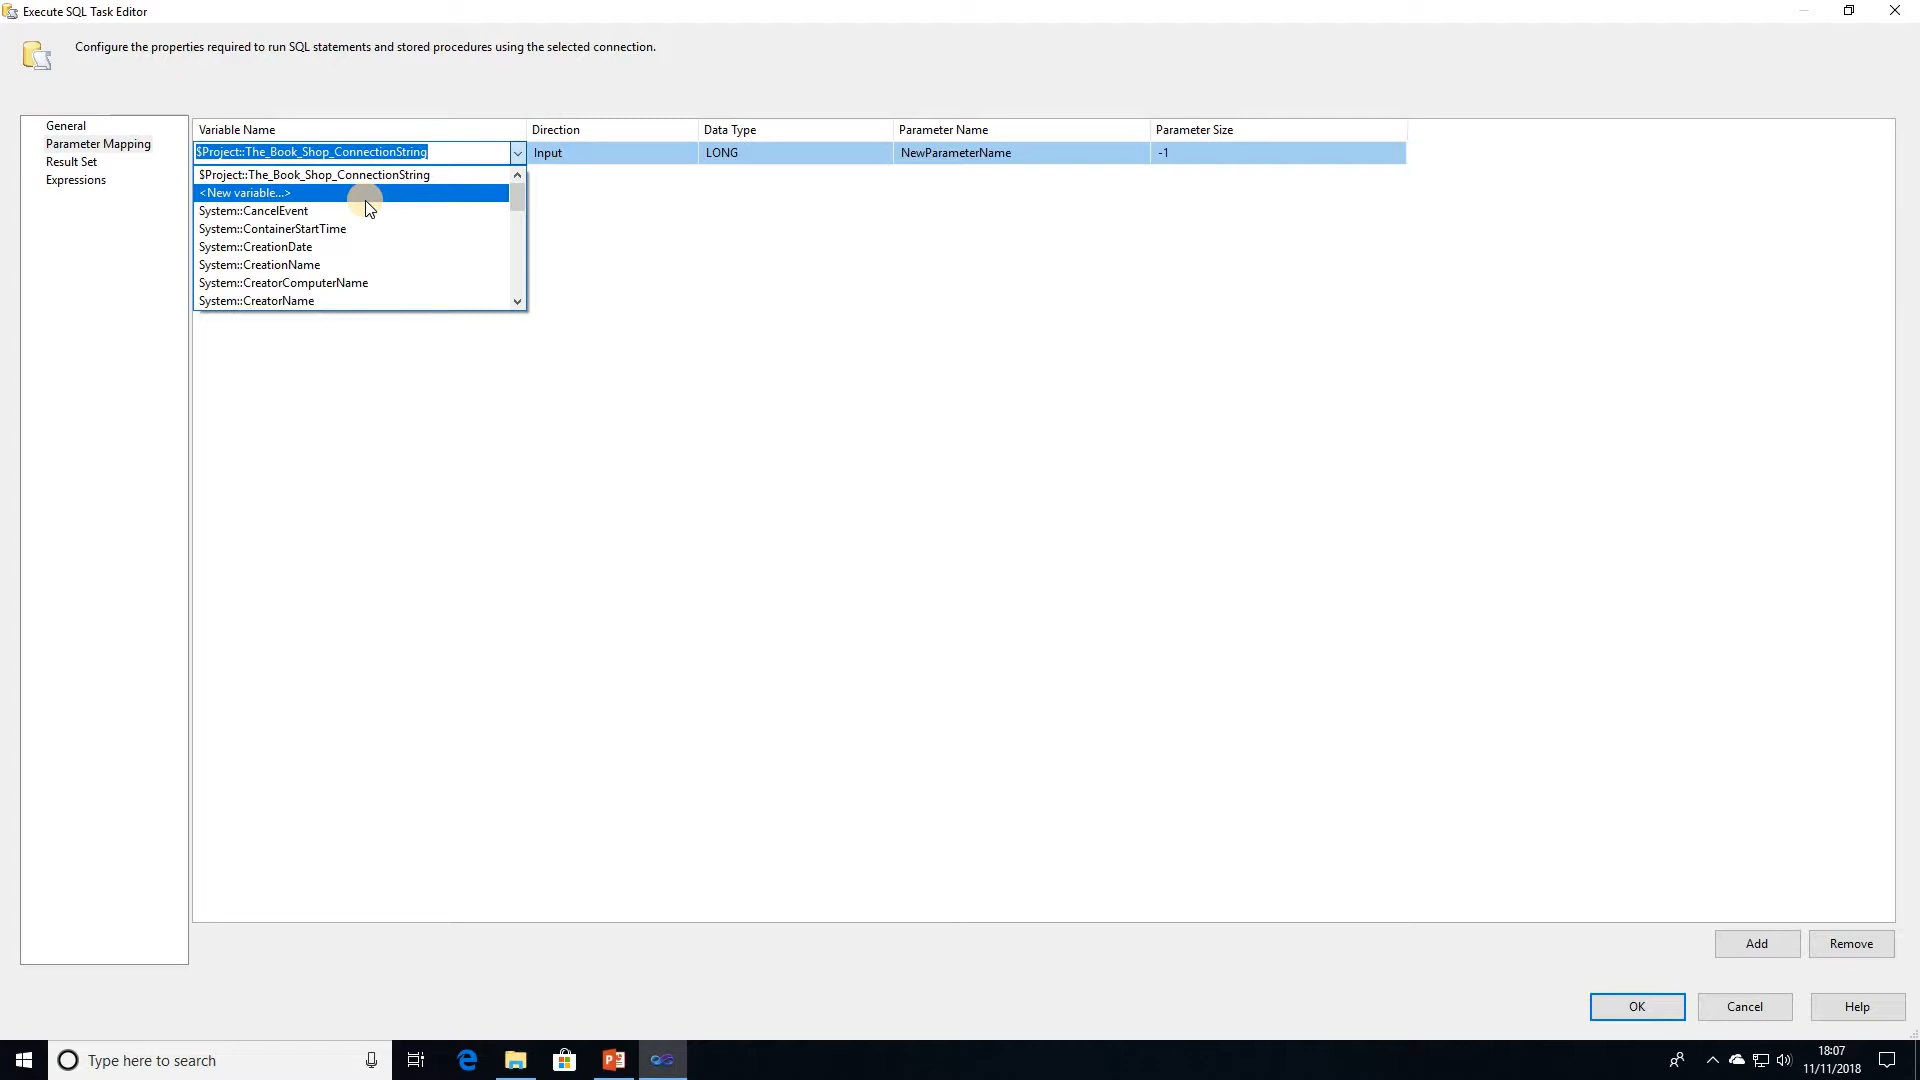 Execute SQL Task Editor
Configure the properties required to run SQL statements and stored procedures using the selected connection.
General
Parameter Mapping
Result Set
Expressions
Variable Name Direction Data Type Parameter Name Parameter Size
$Project::The_Book_Shop_ConnectionString Input LONG NewParameterName -1
$Project::The_Book_Shop_ConnectionString
<New variable...>
System::CancelEvent
System::ContainerStartTime
System::CreationDate
System::CreationName
System::CreatorComputerName
System::CreatorName
Add Remove
OK Cancel Help
Type here to search
18:07
11/11/2018